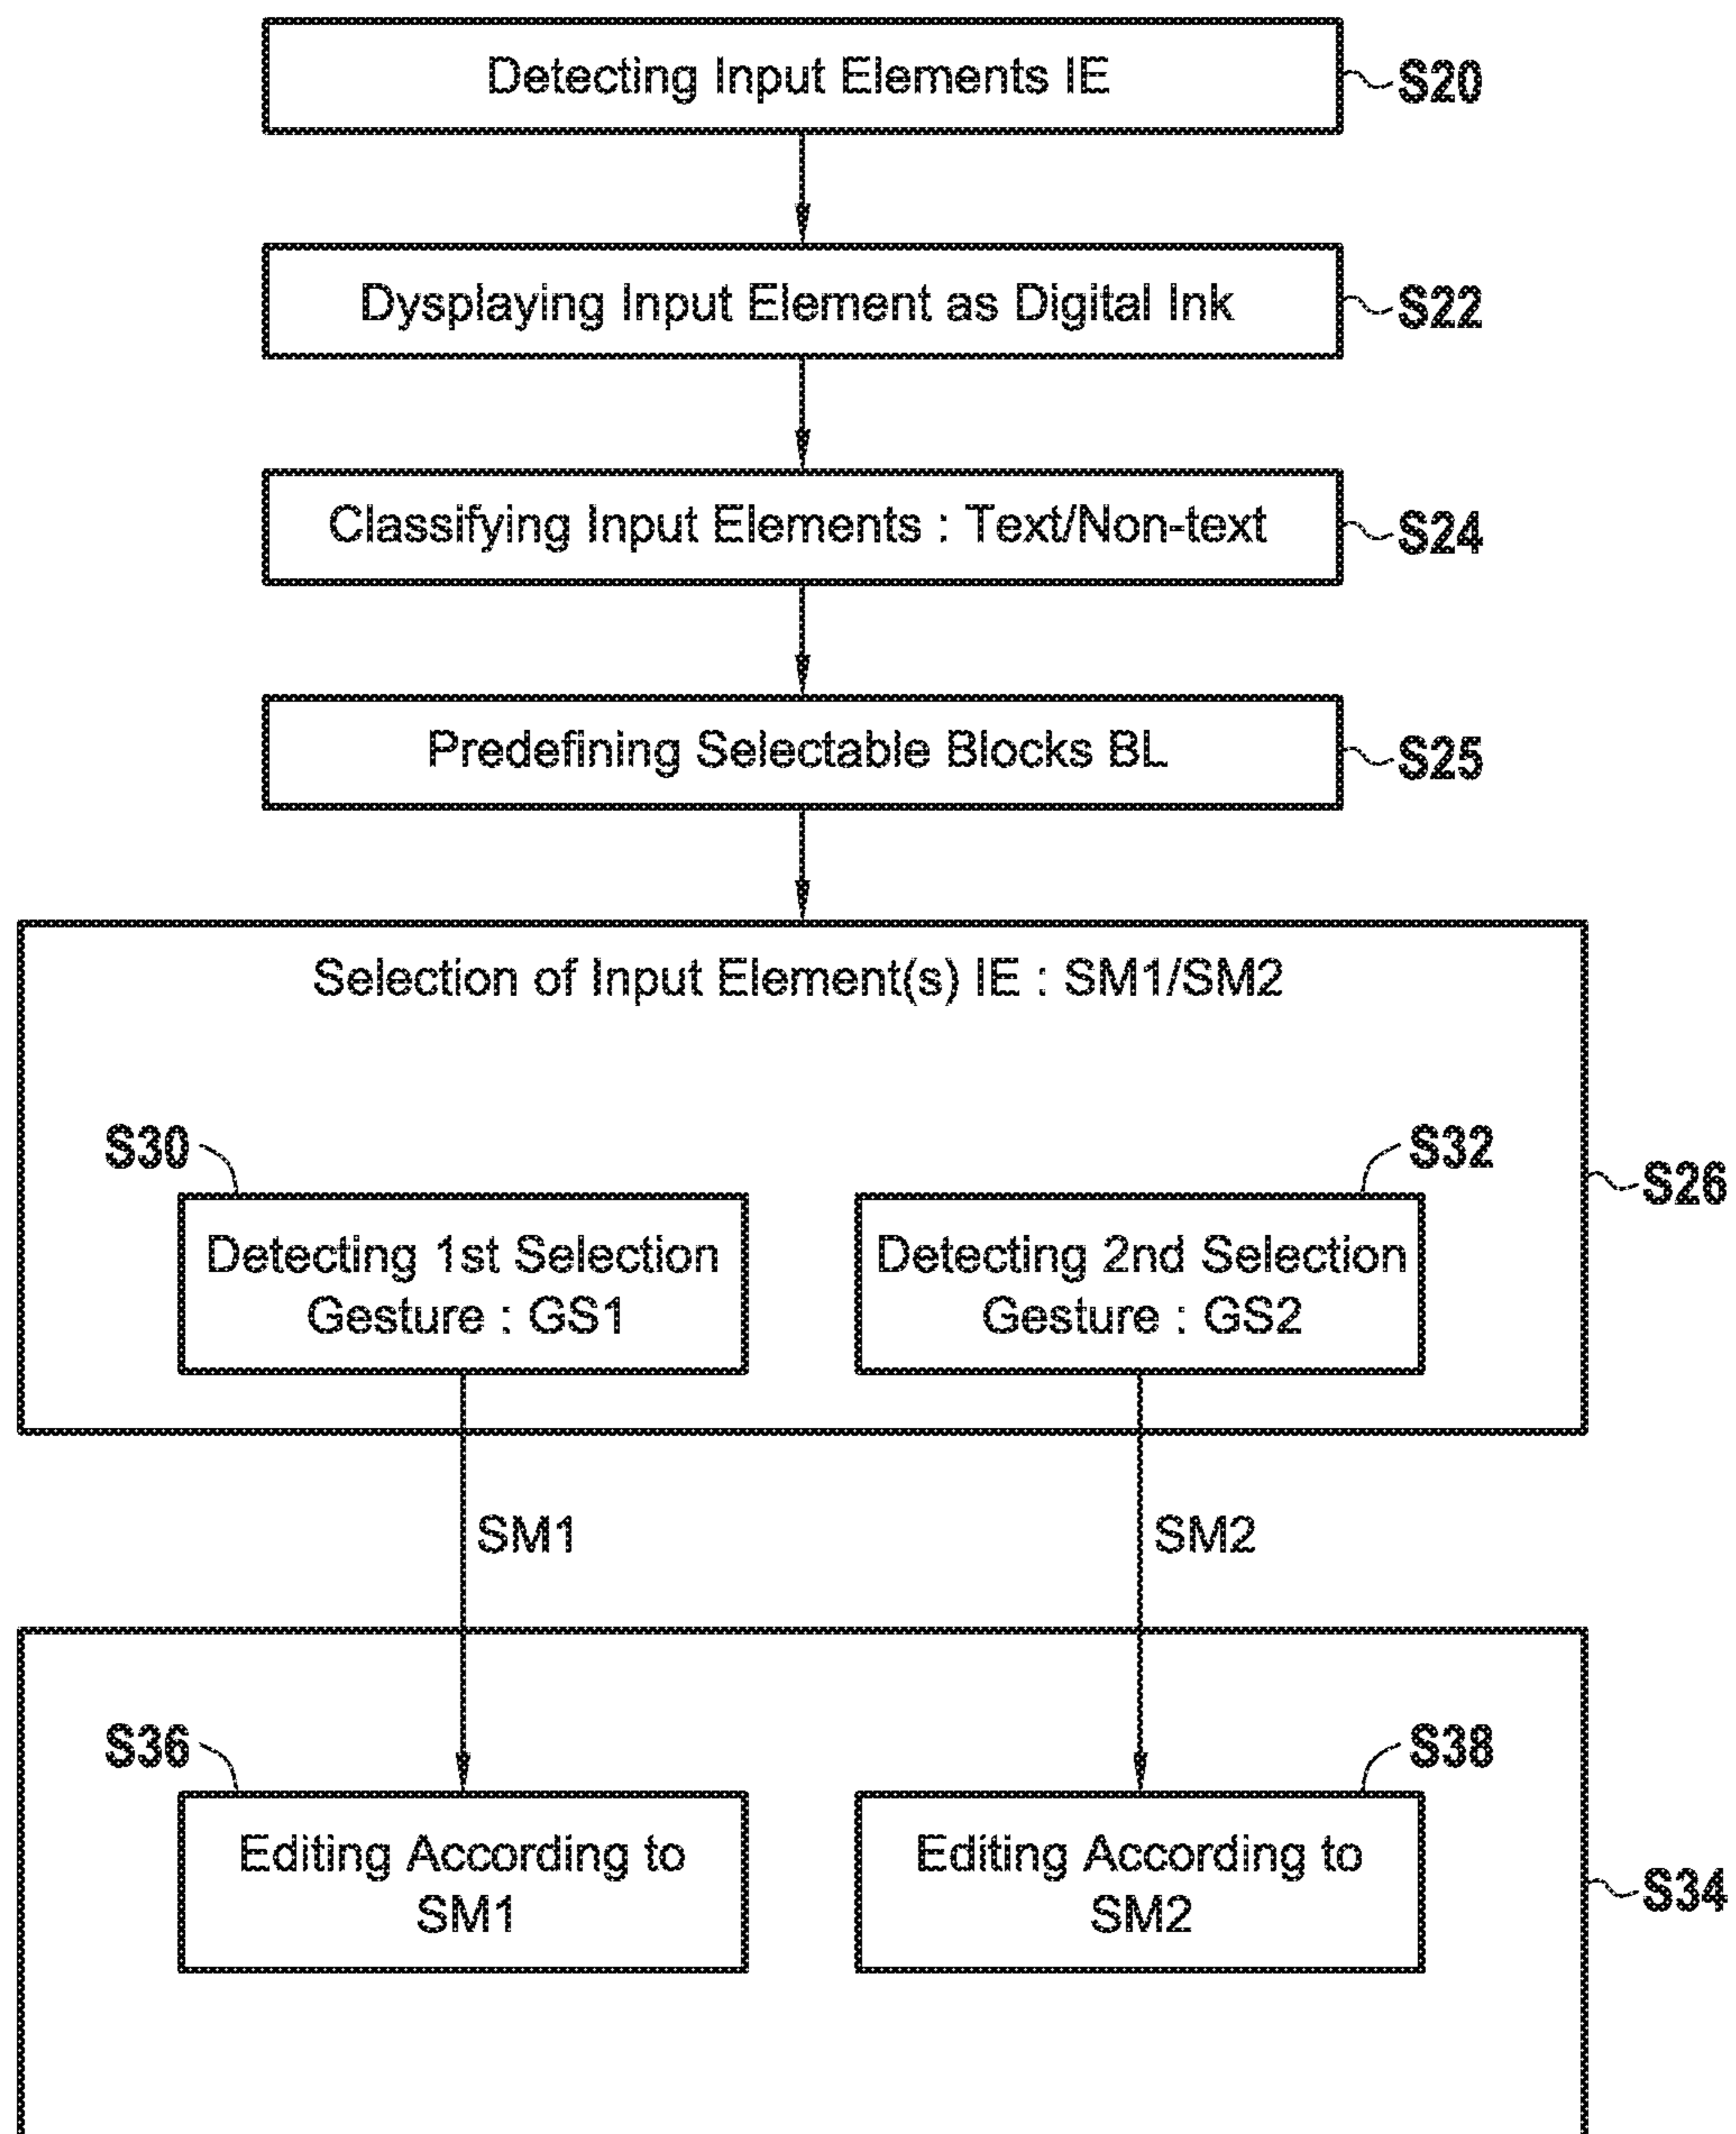 Detecting Input Elements IE
S20
Dysplaying Input Element as Digital Ink
S22
Classifying Input Elements : Text/Non-text
S24
Predefining Selectable Blocks BL
S25
Selection of Input Element(s) IE : SM1/SM2
S30
S32
S26
Detecting 1st Selection
Gesture : GS1
Detecting 2nd Selection
Gesture : GS2
SM1
SM2
S36
S38
Editing According to
SM1
Editing According to
SM2
S34